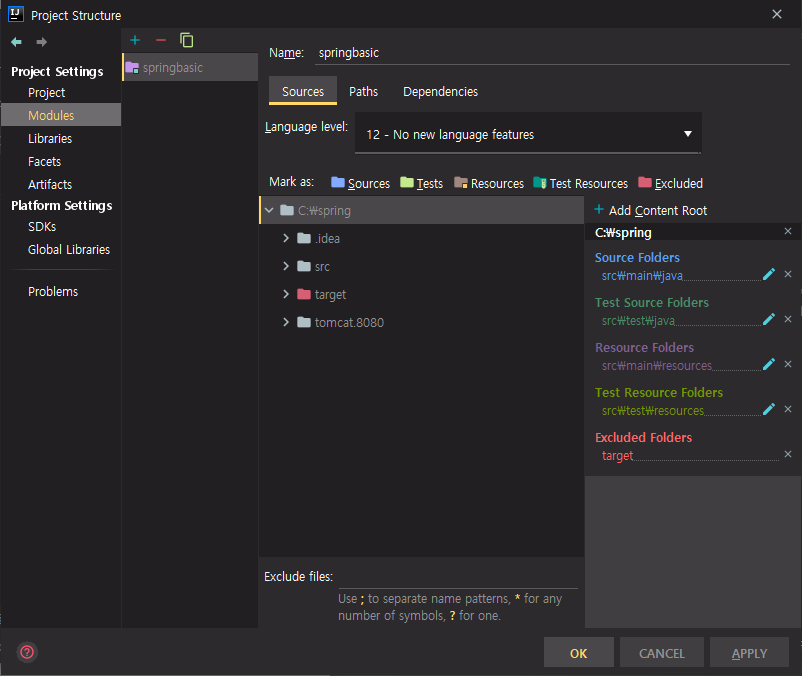 IJ Project Structure
Project Settings
Project
Modules
Libraries
Facets
Artifacts
Platform Settings
SDKs
Global Libraries
Problems
springbasic
Name: springbasic
Sources Paths Dependencies
Language level: 12 - No new language features
Mark as: Sources Tests Resources Test Resources Excluded
C:₩spring
.idea
src
target
tomcat.8080
+ Add Content Root
C:₩spring
Source Folders
src₩main₩java
Test Source Folders
src₩test₩java
Resource Folders
src₩main₩resources
Test Resource Folders
src₩test₩resources
Excluded Folders
target
Exclude files:
Use ; to separate name patterns, * for any
number of symbols, ? for one.
?
OK CANCEL APPLY